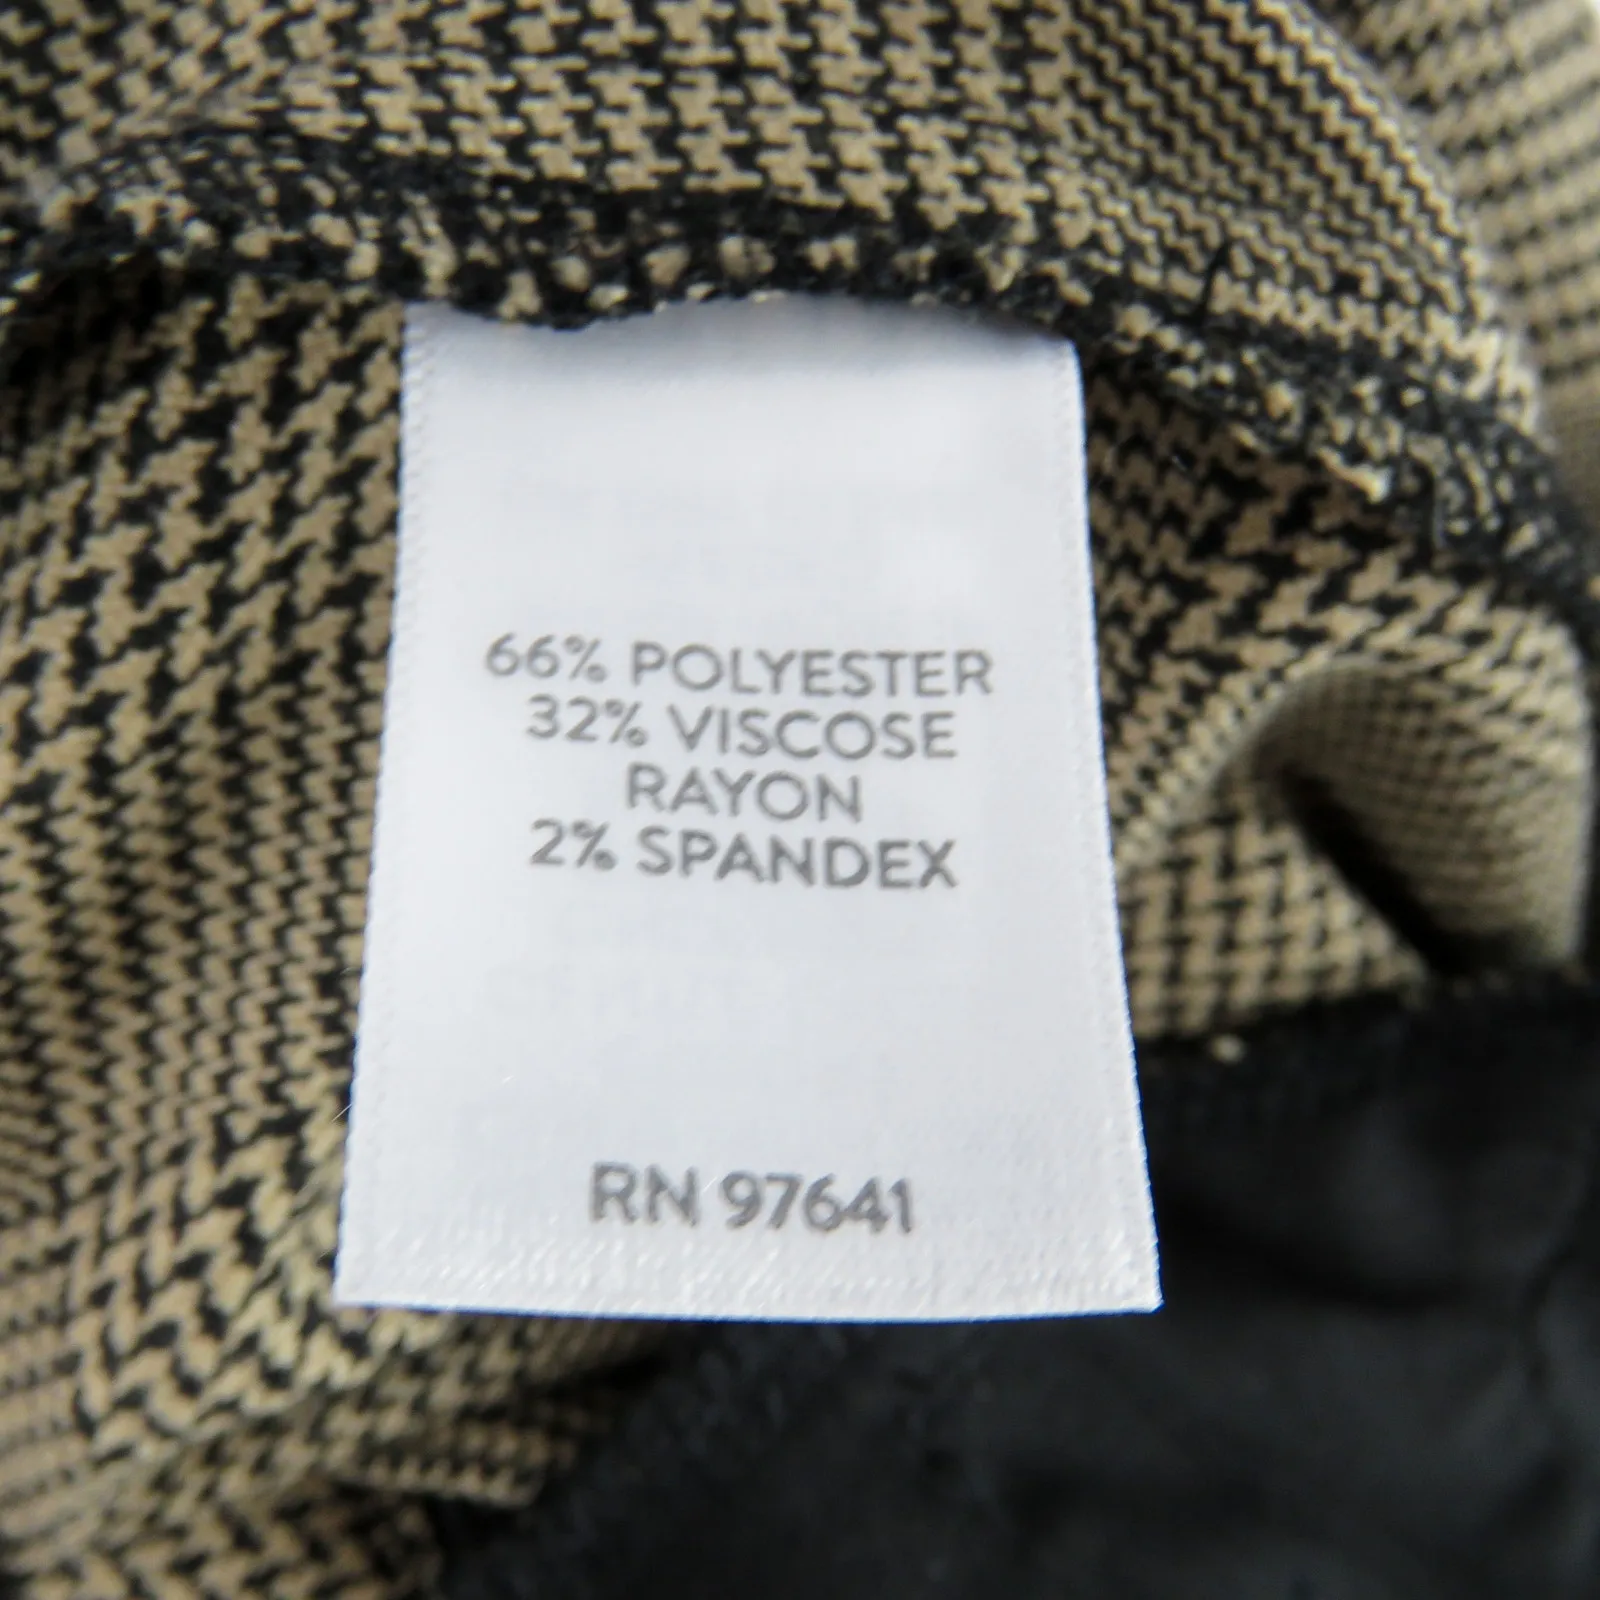 66% POLYESTER
32% VISCOSE
RAYON
2% SPANDEX
RN 97641